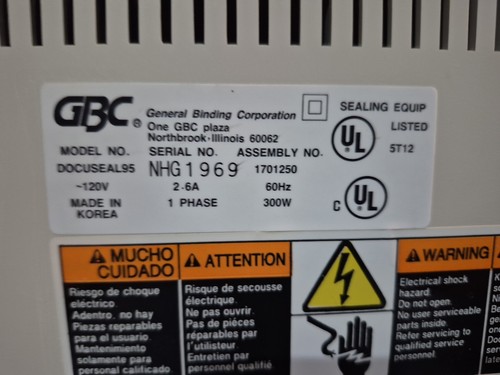 GBC®
General Binding Corporation
One GBC plaza
Northbrook·Illinois 60062
SEALING EQUIP
UL
LISTED
5T12
MODEL NO. SERIAL NO. ASSEMBLY NO.
DOCUSEAL95 NHG1969 1701250
~120V 2·6A 60Hz
MADE IN KOREA 1 PHASE 300W
C UL
MUCHO
CUIDADO
Riesgo de choque
eléctrico.
Adentro, no hay
Piezas reparables
para el usuario.
Mantenimiento
solamente para
personal calificado
ATTENTION
Risque de secousse
électrique.
Ne pas ouvrir.
Pas de pièces
réparables par
l'utilisteur.
Entretien par
personnel qualifié
WARNING
Electrical shock
hazard.
Do not open.
No user serviceable
parts inside.
Refer servicing to
qualified service
personnel.